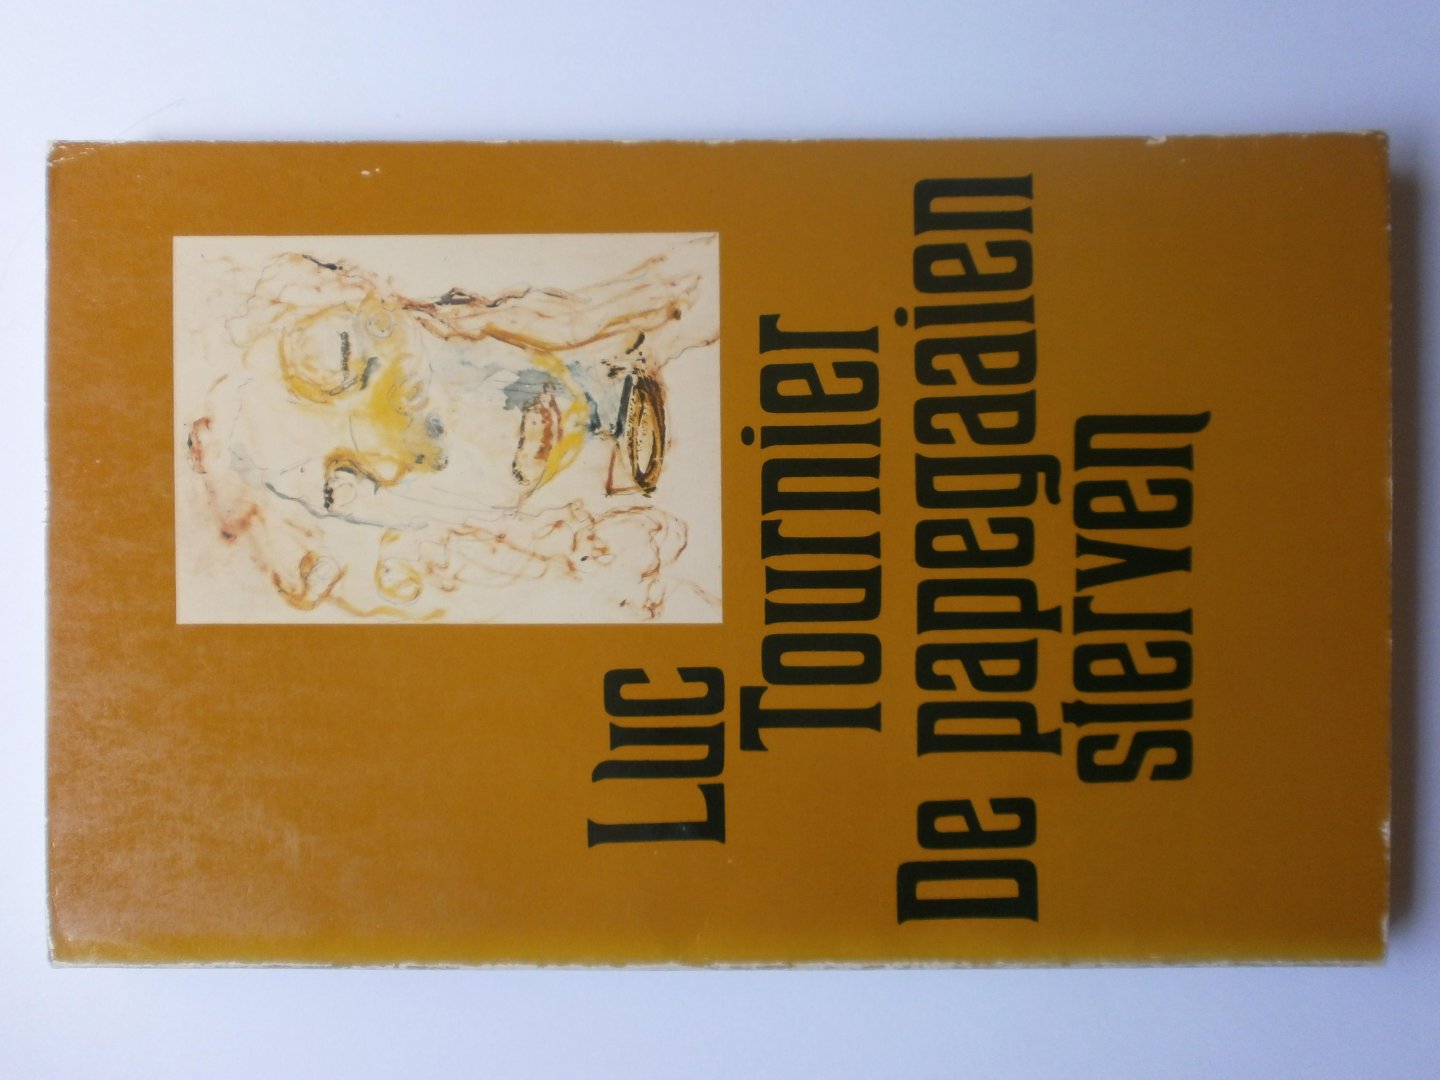 Luc
Tournier
De papegaaien
sterven